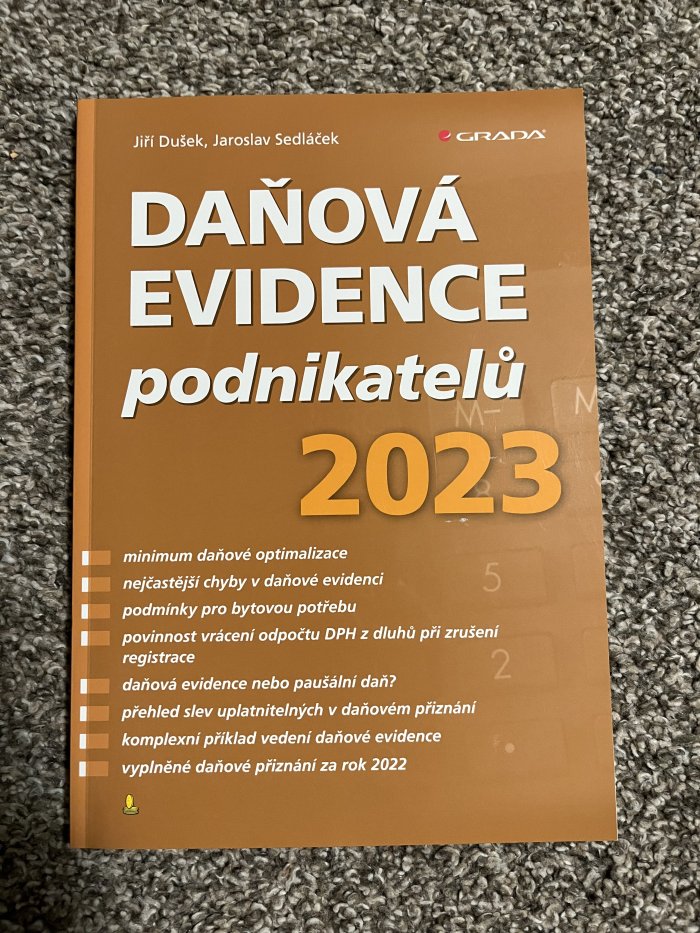 Jiří Dušek, Jaroslav Sedláček
GRADA
DAŇOVÁ
EVIDENCE
podnikatelů
2023
M-
5
2
minimum daňové optimalizace
nejčastější chyby v daňové evidenci
podmínky pro bytovou potřebu
povinnost vrácení odpočtu DPH z dluhů při zrušení
registrace
daňová evidence nebo paušální daň?
přehled slev uplatnitelných v daňovém přiznání
komplexní příklad vedení daňové evidence
vyplněné daňové přiznání za rok 2022